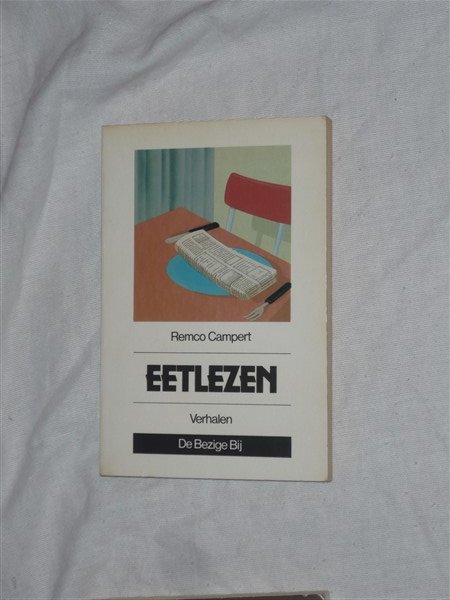 Remco Campert
EETLEZEN
Verhalen
De Bezige Bij